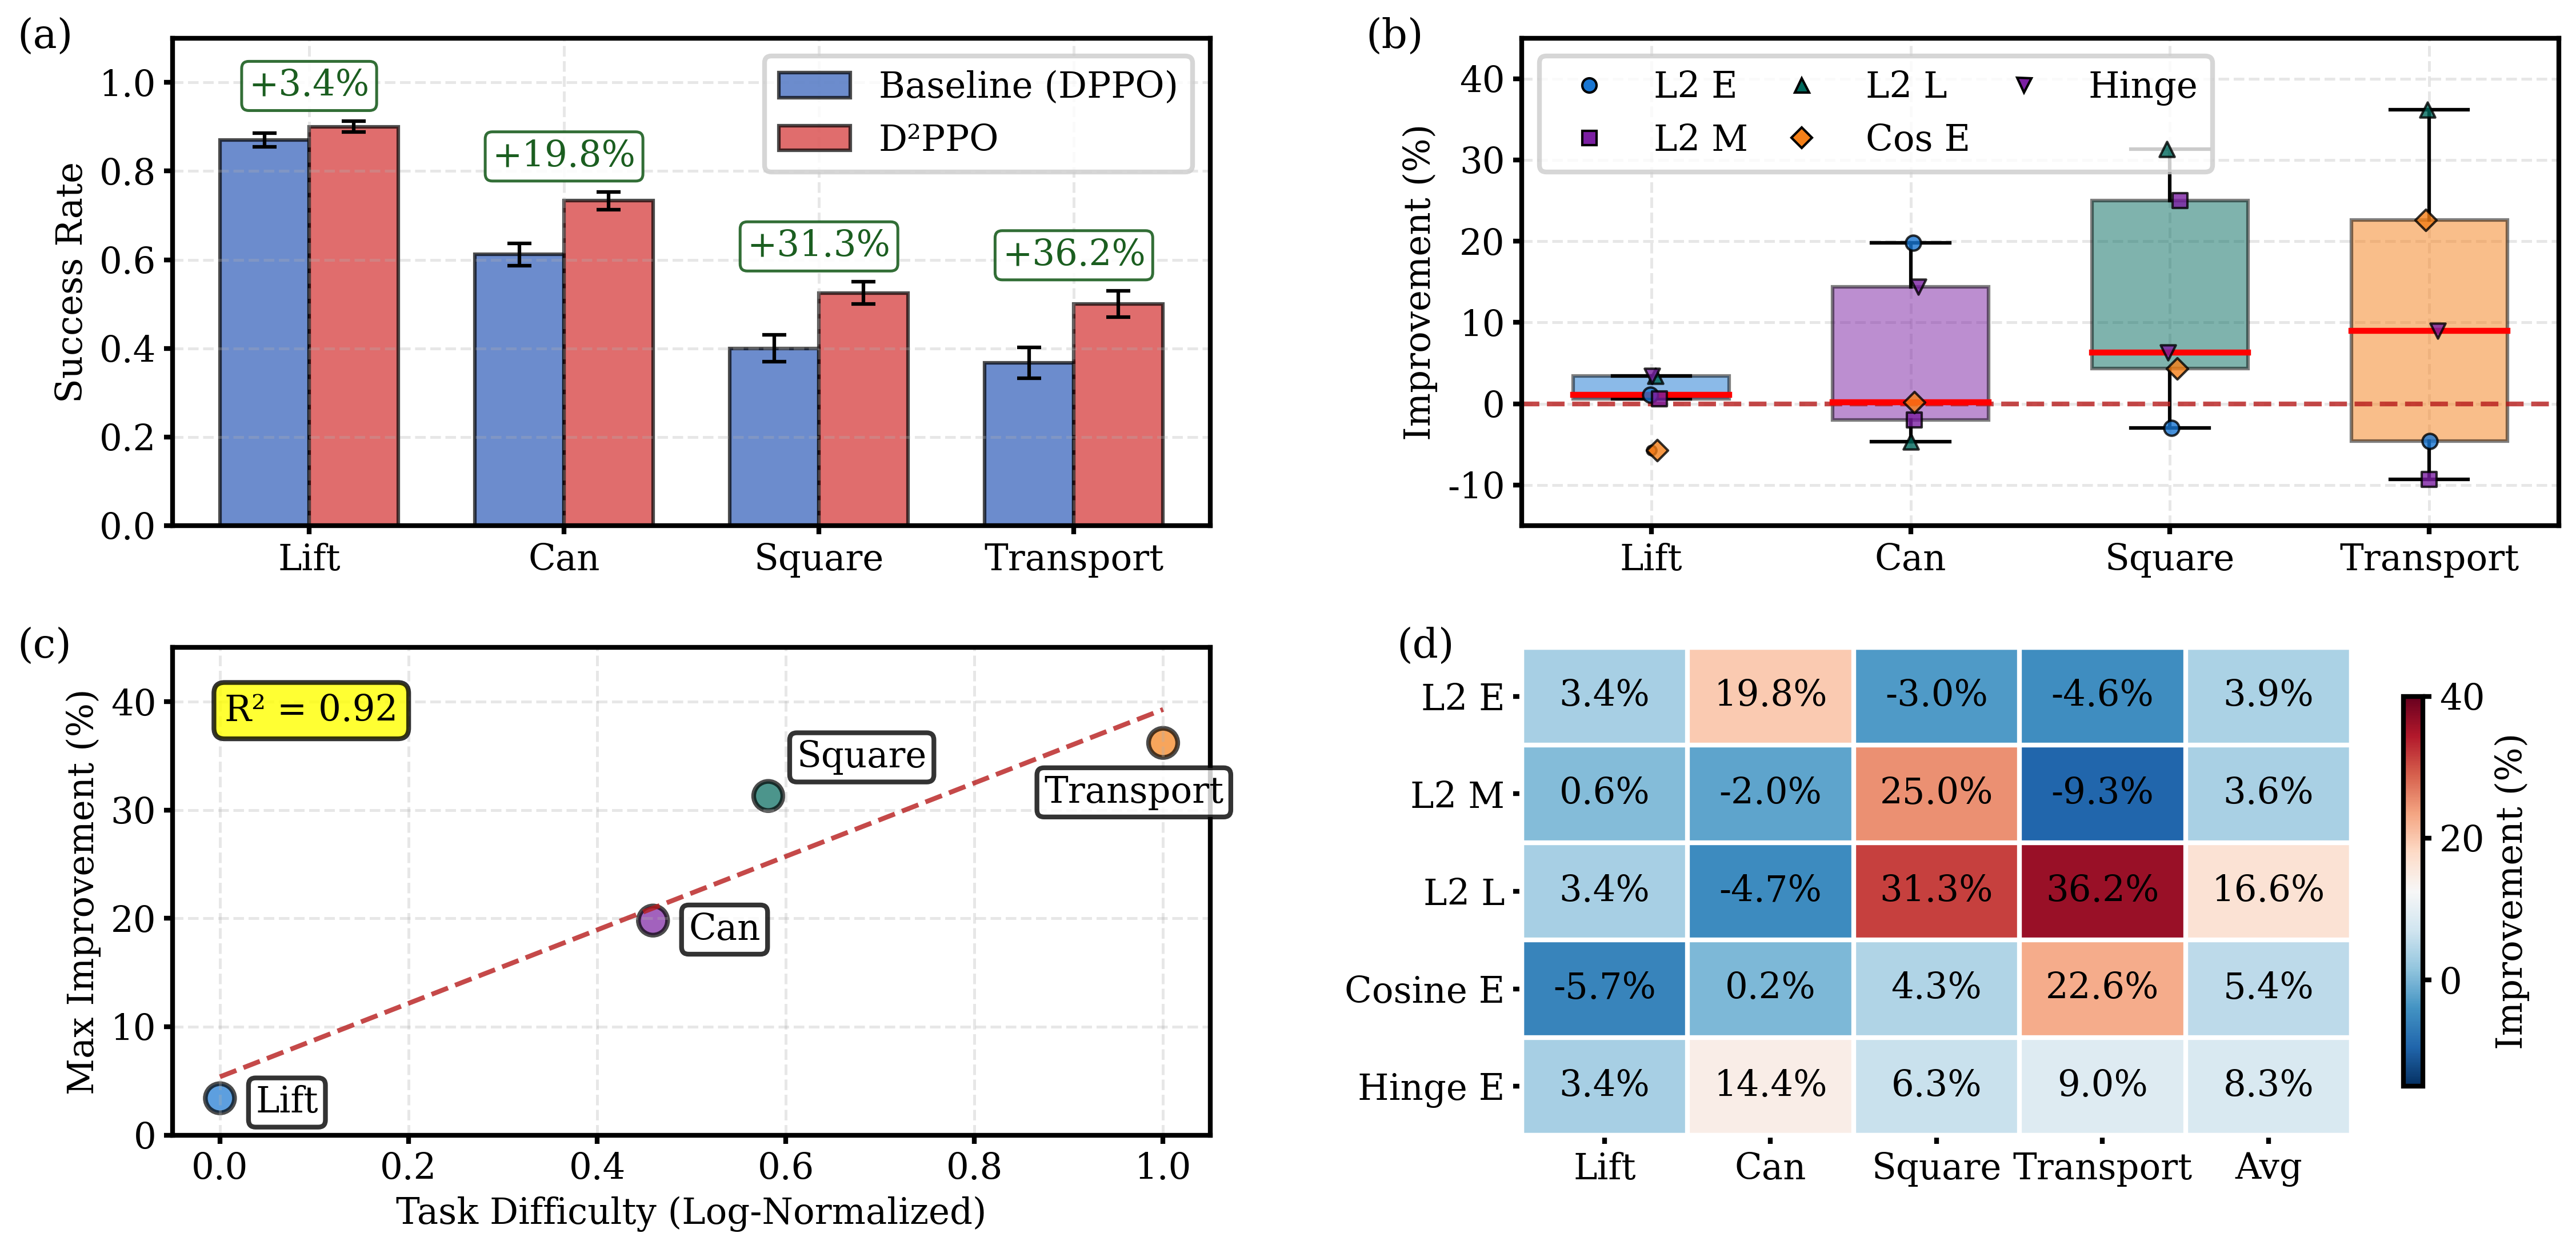 (a)
Success Rate
1.0
0.8
0.6
0.4
0.2
0.0
+3.4%
+19.8%
+31.3%
+36.2%
Baseline (DPPO)
D²PPO
Lift Can Square Transport
(b)
Improvement (%)
40
30
20
10
0
-10
L2 E L2 L Hinge
L2 M Cos E
Lift Can Square Transport
(c)
Max Improvement (%)
40
30
20
10
0
R² = 0.92
Square
Transport
Can
Lift
0.0 0.2 0.4 0.6 0.8 1.0
Task Difficulty (Log-Normalized)
(d)
L2 E 3.4% 19.8% -3.0% -4.6% 3.9%
L2 M 0.6% -2.0% 25.0% -9.3% 3.6%
L2 L 3.4% -4.7% 31.3% 36.2% 16.6%
Cosine E -5.7% 0.2% 4.3% 22.6% 5.4%
Hinge E 3.4% 14.4% 6.3% 9.0% 8.3%
Lift Can Square Transport Avg
40
20
0
Improvement (%)